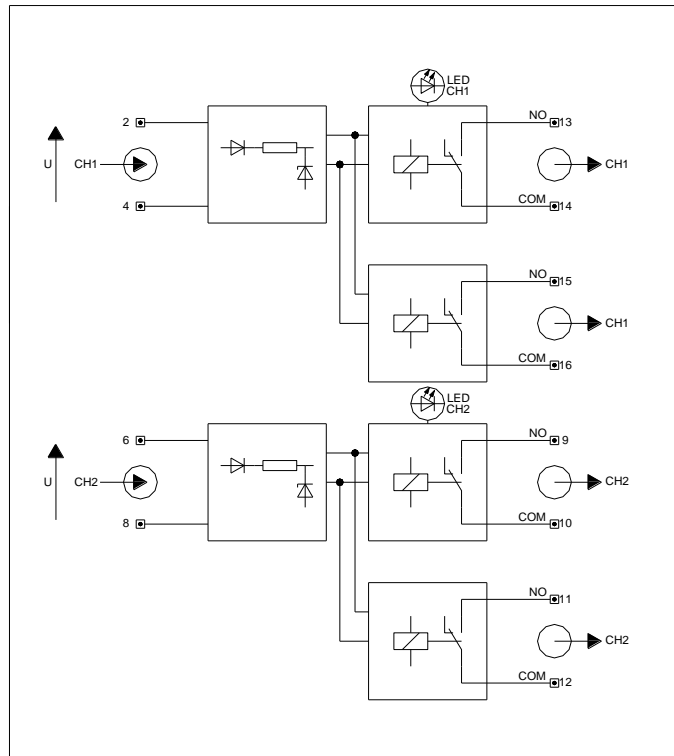 LED
CH1
2
NO 13
U CH1
CH1
4
COM 14
NO 15
CH1
COM 16
LED
CH2
6
NO 9
U CH2
CH2
8
COM 10
NO 11
CH2
COM 12